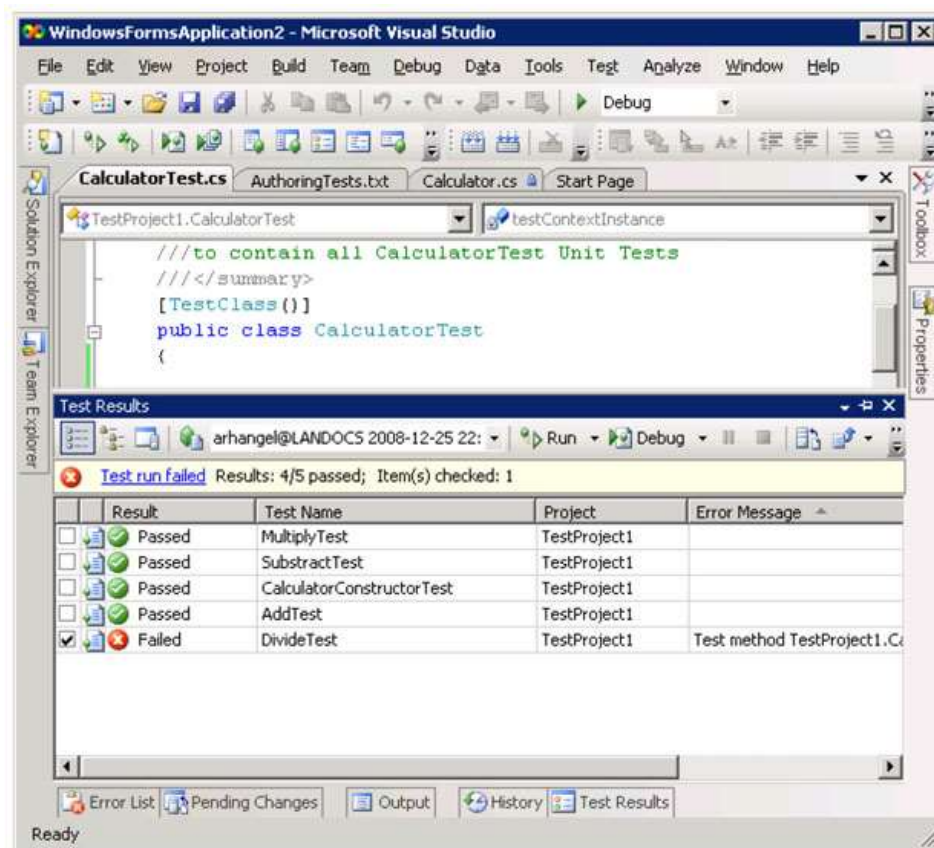 WindowsFormsApplication2 - Microsoft Visual Studio
File Edit View Project Build Team Debug Data Tools Test Analyze Window Help
Debug
CalculatorTest.cs AuthoringTests.txt Calculator.cs Start Page
TestProject1.CalculatorTest testContextInstance
Solution Explorer
Team Explorer
Toolbox
Properties
///to contain all CalculatorTest Unit Tests
///</summary>
[TestClass()]
public class CalculatorTest
{
Test Results
arhangel@LANDOCS 2008-12-25 22: Run Debug
Test run failed Results: 4/5 passed; Item(s) checked: 1
Result Test Name Project Error Message
Passed MultiplyTest TestProject1
Passed SubstractTest TestProject1
Passed CalculatorConstructorTest TestProject1
Passed AddTest TestProject1
Failed DivideTest TestProject1 Test method TestProject1.Ca
Error List Pending Changes Output History Test Results
Ready